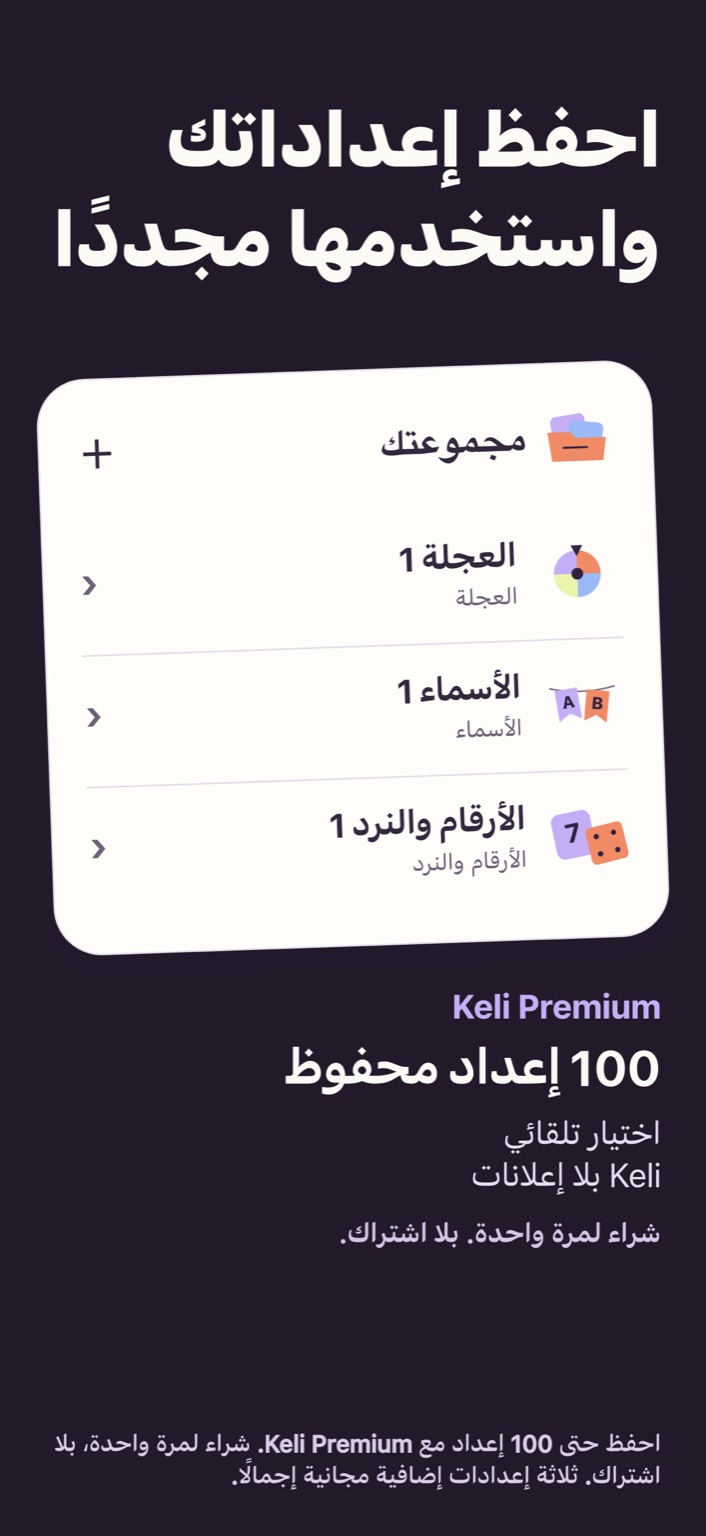 احفظ إعداداتك
واستخدمها مجددًا
مجموعتك
+
العجلة 1
العجلة
A B
الأسماء 1
الأسماء
7
الأرقام والنرد 1
الأرقام والنرد
Keli Premium
100 إعداد محفوظ
اختيار تلقائي
Keli بلا إعلانات
شراء لمرة واحدة. بلا اشتراك.
احفظ حتى 100 إعداد مع Keli Premium. شراء لمرة واحدة، بلا
اشتراك. ثلاثة إعدادات إضافية مجانية إجمالًا.